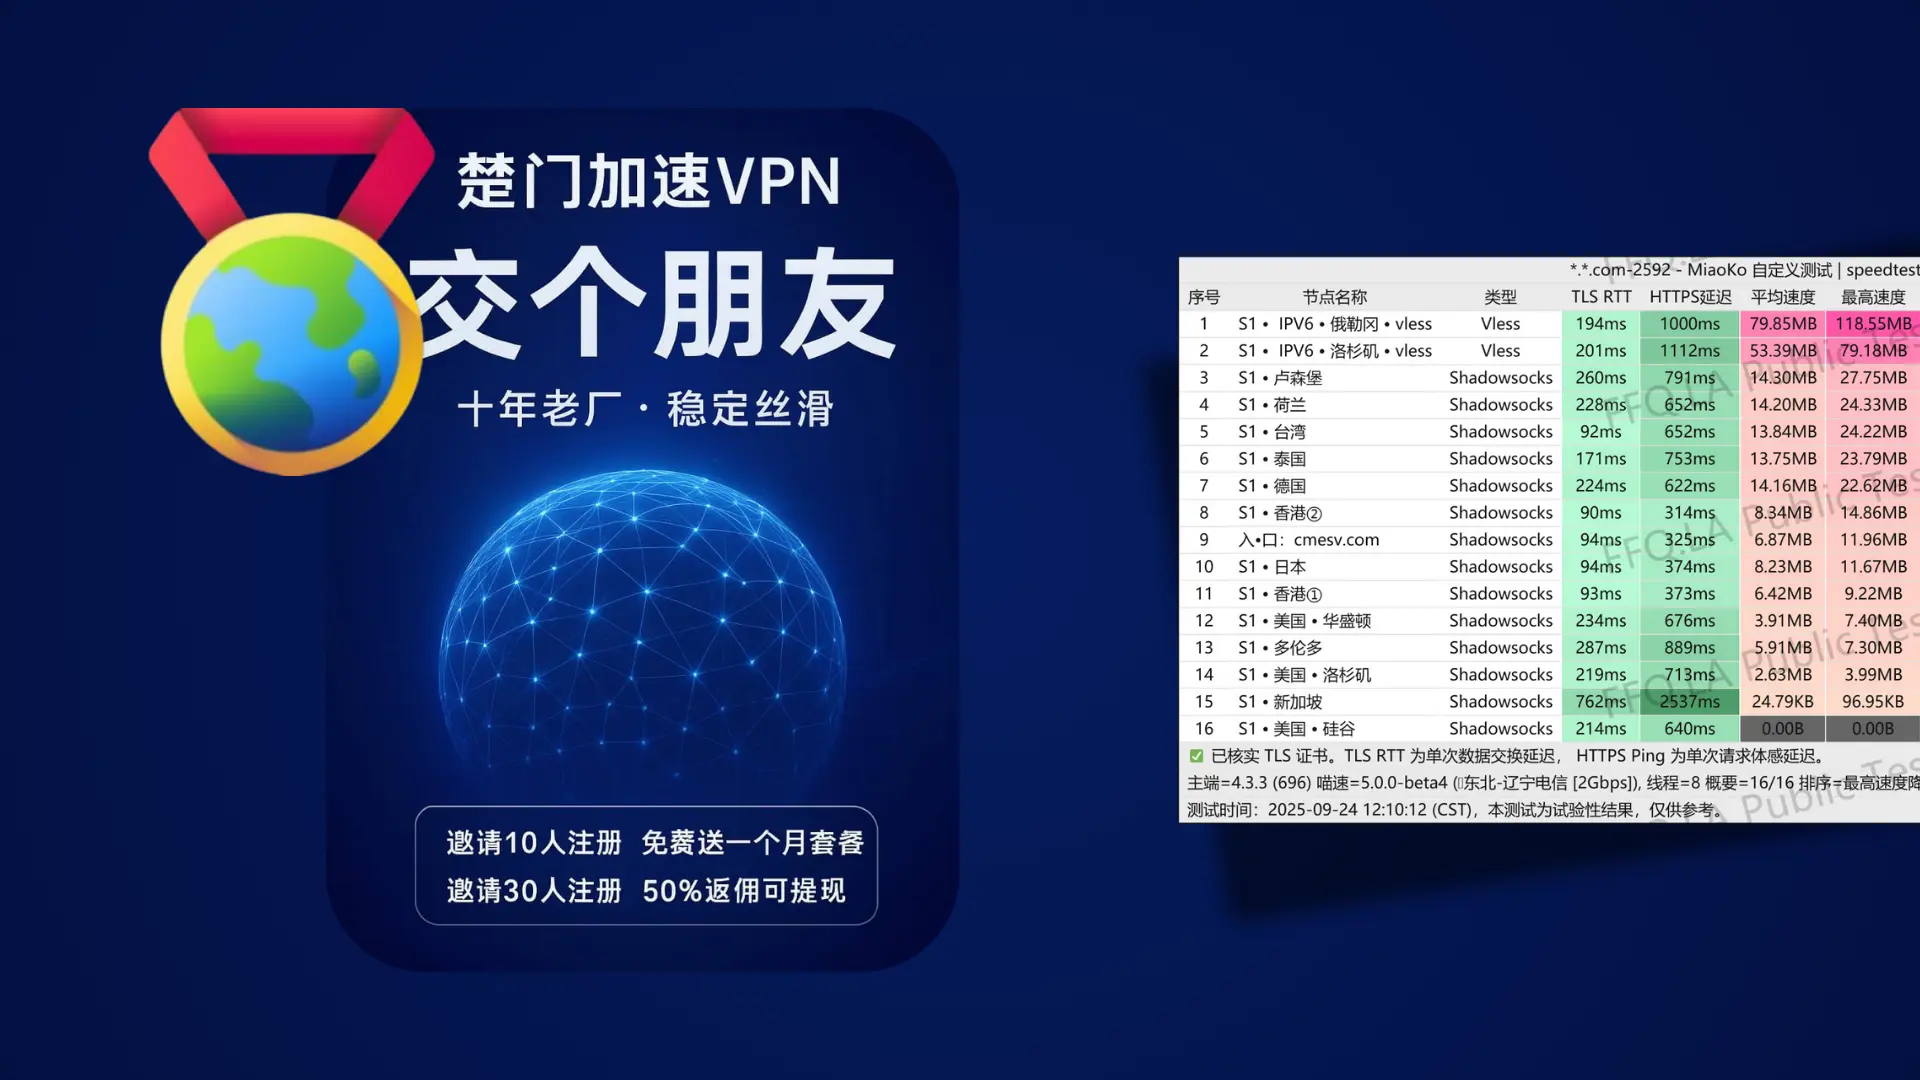 楚门加速VPN
交个朋友
十年老厂·稳定丝滑
邀请10人注册 免费送一个月套餐
邀请30人注册 50%返佣可提现
*.*.com-2592 - MiaoKo 自定义测试 | speedtest
序号 节点名称 类型 TLS RTT HTTPS延迟 平均速度 最高速度
1 S1 • IPV6 • 俄勒冈 • vless Vless 194ms 1000ms 79.85MB 118.55MB
2 S1 • IPV6 • 洛杉矶 • vless Vless 201ms 1112ms 53.39MB 79.18MB
3 S1 • 卢森堡 Shadowsocks 260ms 791ms 14.30MB 27.75MB
4 S1 • 荷兰 Shadowsocks 228ms 652ms 14.20MB 24.33MB
5 S1 • 台湾 Shadowsocks 92ms 652ms 13.84MB 24.22MB
6 S1 • 泰国 Shadowsocks 171ms 753ms 13.75MB 23.79MB
7 S1 • 德国 Shadowsocks 224ms 622ms 14.16MB 22.62MB
8 S1 • 香港② Shadowsocks 90ms 314ms 8.34MB 14.86MB
9 入•口：cmesv.com Shadowsocks 94ms 325ms 6.87MB 11.96MB
10 S1 • 日本 Shadowsocks 94ms 374ms 8.23MB 11.67MB
11 S1 • 香港① Shadowsocks 93ms 373ms 6.42MB 9.22MB
12 S1 • 美国 • 华盛顿 Shadowsocks 234ms 676ms 3.91MB 7.40MB
13 S1 • 多伦多 Shadowsocks 287ms 889ms 5.91MB 7.30MB
14 S1 • 美国 • 洛杉矶 Shadowsocks 219ms 713ms 2.63MB 3.99MB
15 S1 • 新加坡 Shadowsocks 762ms 2537ms 24.79KB 96.95KB
16 S1 • 美国 • 硅谷 Shadowsocks 214ms 640ms 0.00B 0.00B
✅ 已核实 TLS 证书。TLS RTT 为单次数据交换延迟， HTTPS Ping 为单次请求体感延迟。
主端=4.3.3 (696) 喵速=5.0.0-beta4 (东北-辽宁电信 [2Gbps]), 线程=8 概要=16/16 排序=最高速度降
测试时间：2025-09-24 12:10:12 (CST)，本测试为试验性结果，仅供参考。
FFQ.LA Public Test